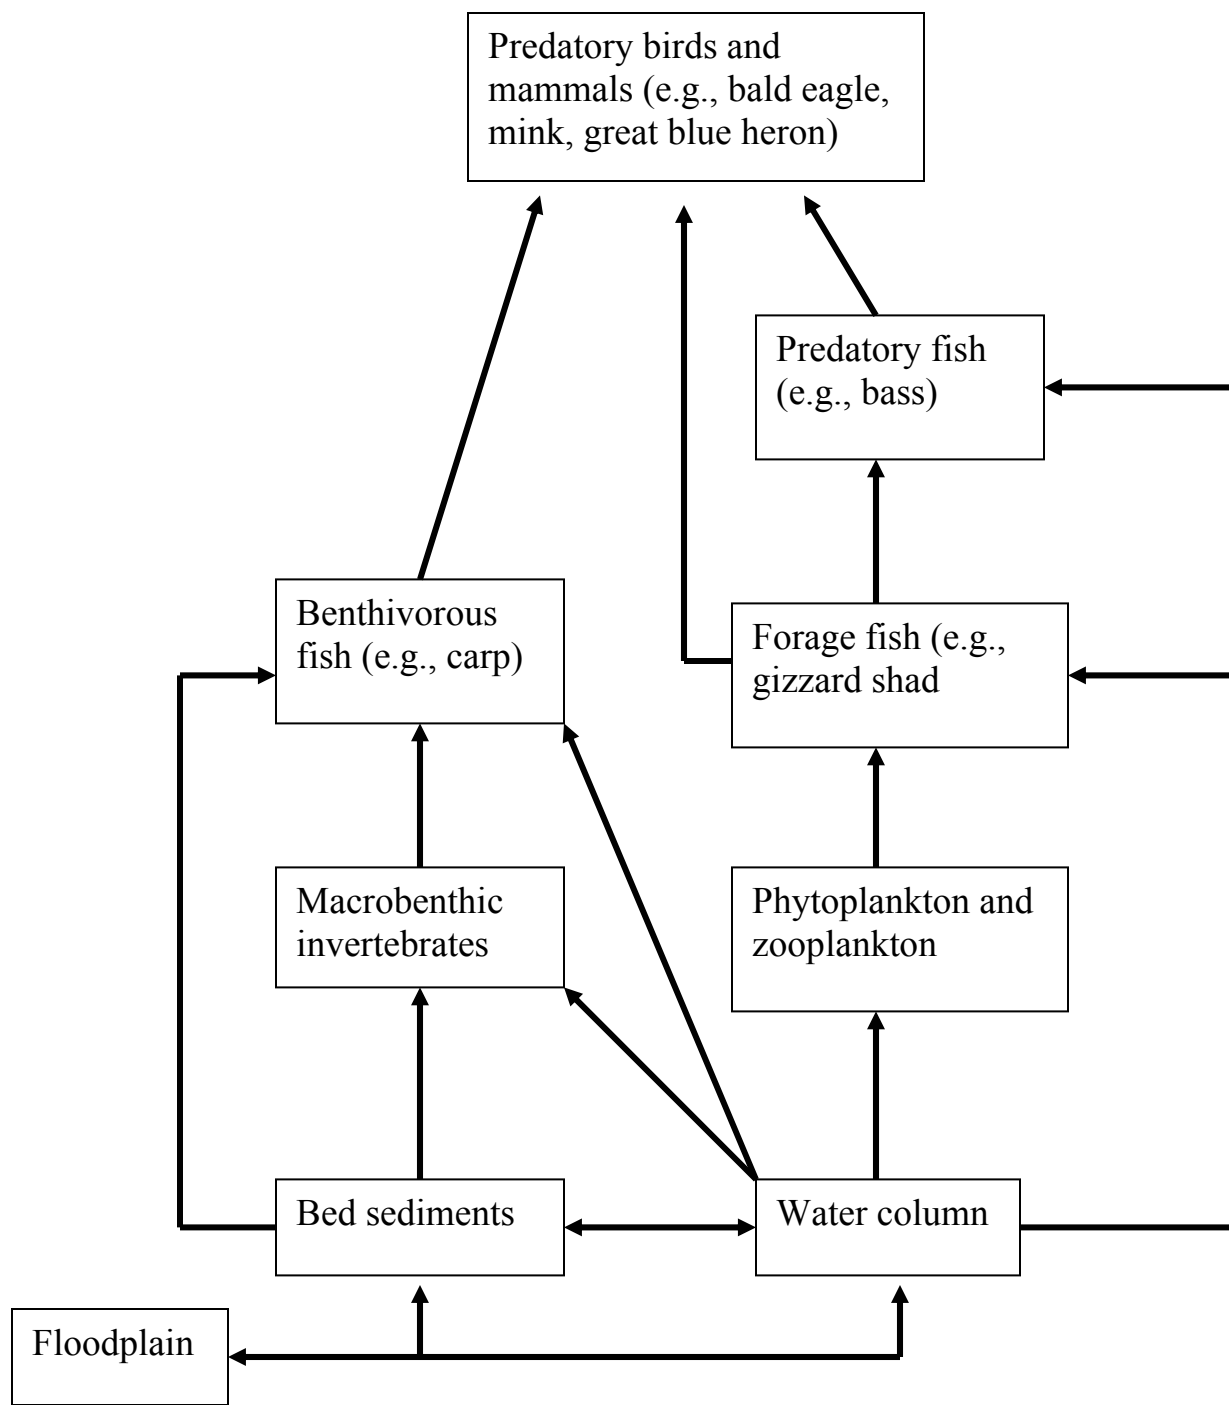 Predatory birds and
mammals (e.g., bald eagle,
mink, great blue heron)
Predatory fish
(e.g., bass)
Benthivorous
fish (e.g., carp)
Forage fish (e.g.,
gizzard shad
Macrobenthic
invertebrates
Phytoplankton and
zooplankton
Bed sediments
Water column
Floodplain